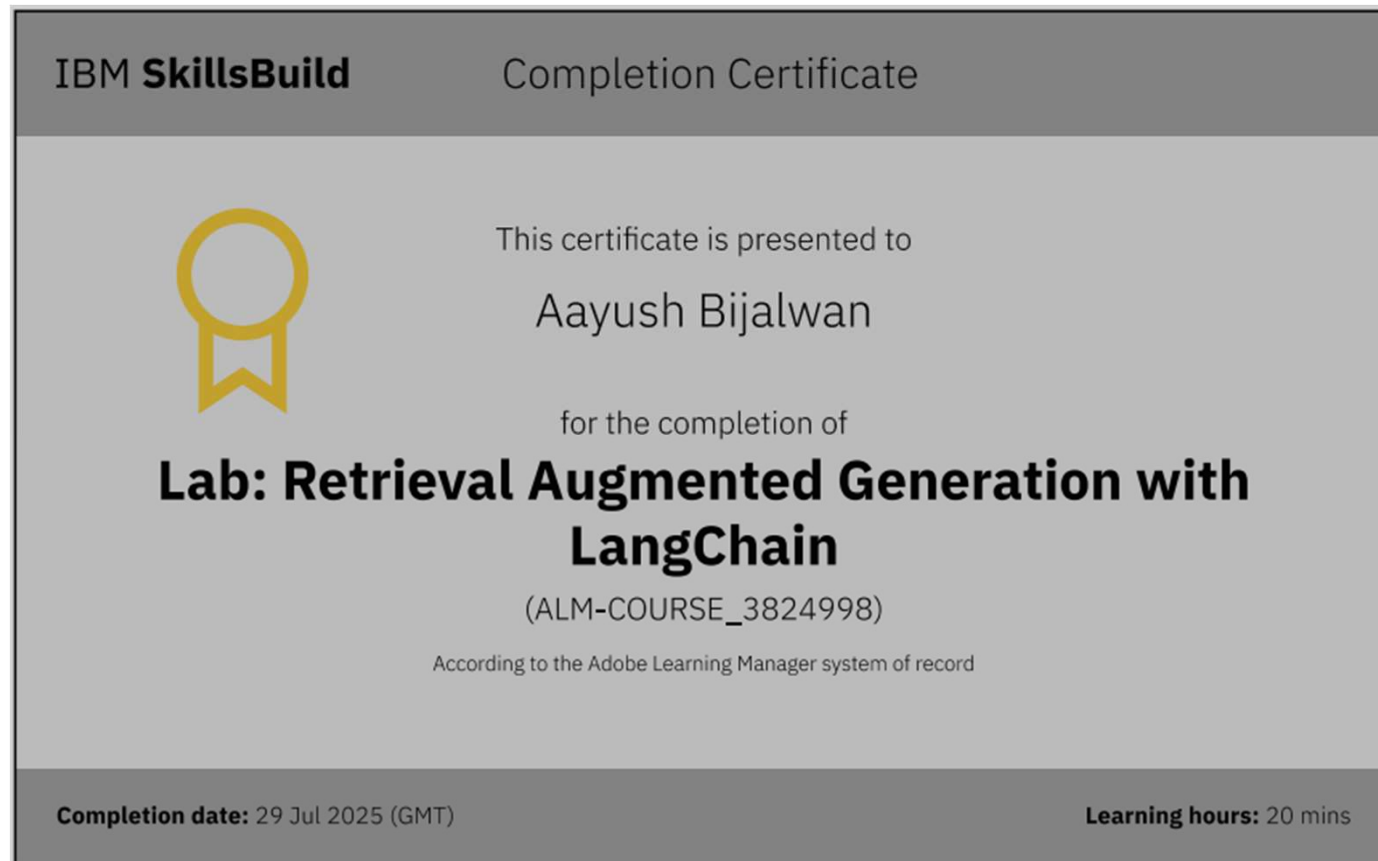 IBM SkillsBuild
Completion Certificate
This certificate is presented to
Aayush Bijalwan
for the completion of
Lab: Retrieval Augmented Generation with
LangChain
(ALM-COURSE_3824998)
According to the Adobe Learning Manager system of record
Completion date: 29 Jul 2025 (GMT)
Learning hours: 20 mins